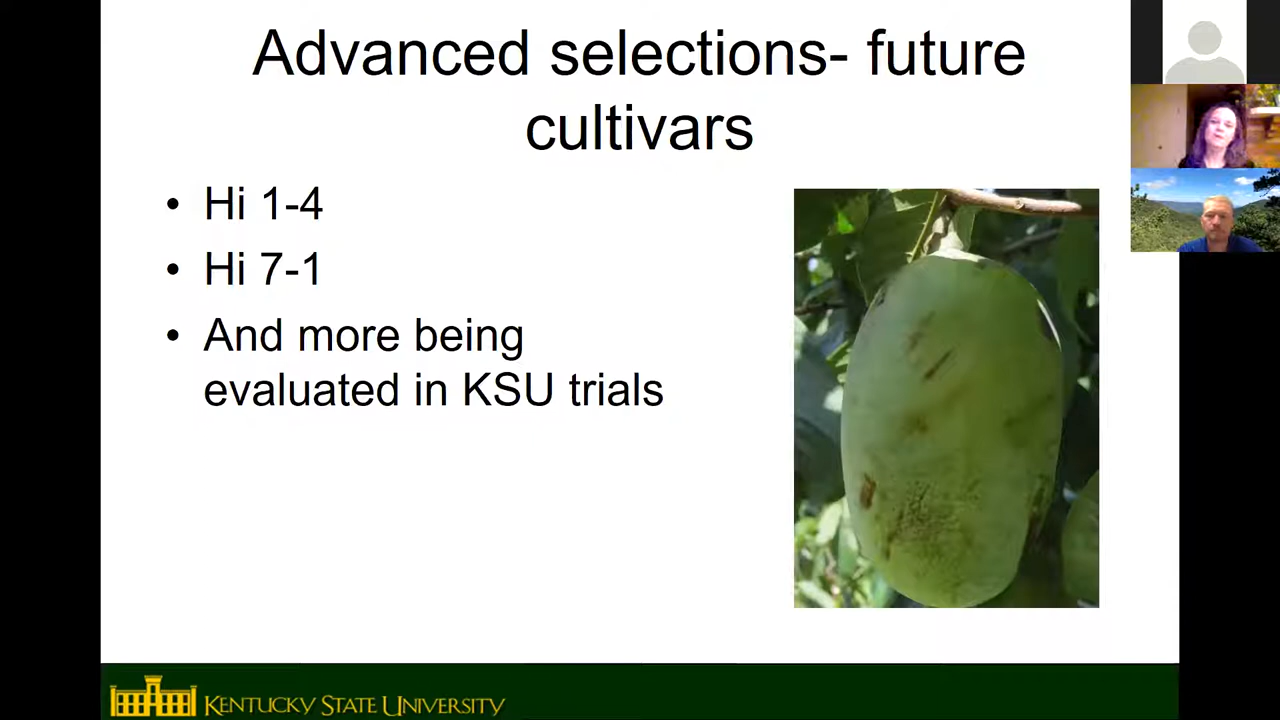 Advanced selections- future
cultivars
• Hi 1-4
• Hi 7-1
• And more being
evaluated in KSU trials
KENTUCKY STATE UNIVERSITY